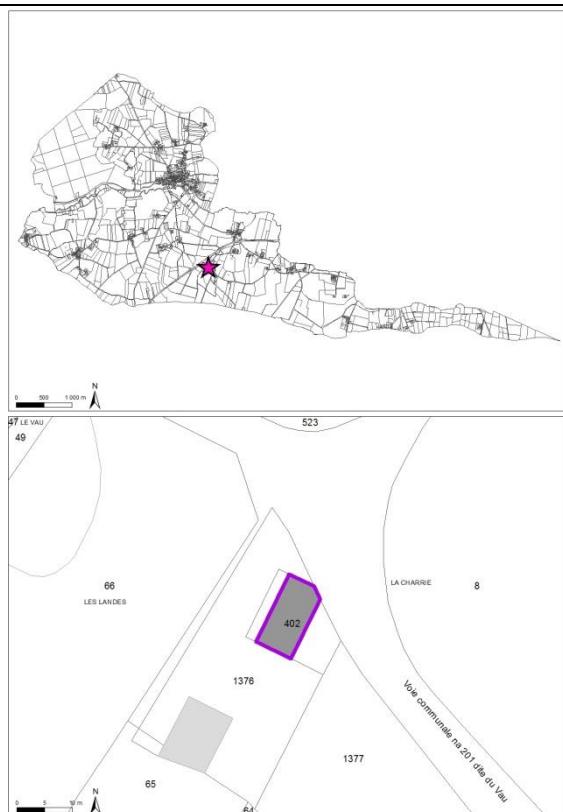 N
0 500 1 000 m
47 LE VAU
49
523
66
LES LANDES
LA CHARRIE
8
402
1376
Voie communale na 201 dite du Vau
1377
65
64
N
0 5 10 m